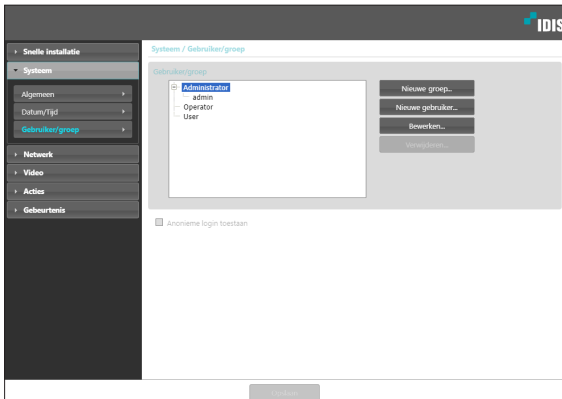 IDIS
Snelle installatie
Systeem
Algemeen
Datum/Tijd
Gebruiker/groep
Netwerk
Video
Acties
Gebeurtenis
Systeem / Gebruiker/groep
Gebruiker/groep
Administrator
admin
Operator
User
Nieuwe groep...
Nieuwe gebruiker...
Bewerken...
Verwijderen...
Anonieme login toestaan